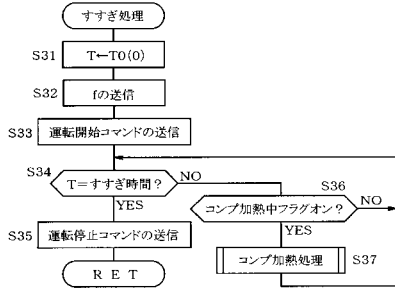 すすぎ処理
S31
T←T0(0)
S32
fの送信
S33
運転開始コマンドの送信
S34
T=すすぎ時間?
NO
YES
S36
コンプ加熱中フラグオン?
NO
YES
S35
運転停止コマンドの送信
コンプ加熱処理
S37
R E T